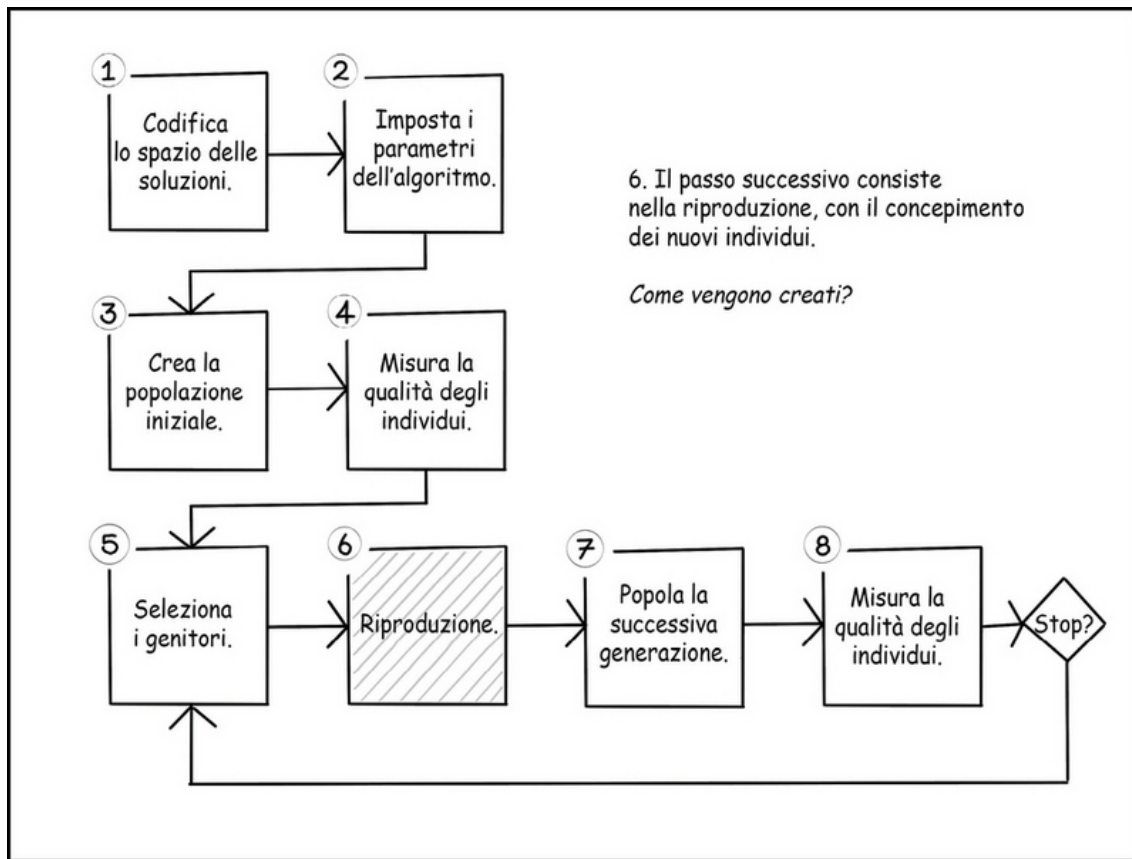 1
Codifica
lo spazio delle
soluzioni.
2
Imposta i
parametri
dell'algoritmo.
6. Il passo successivo consiste
nella riproduzione, con il concepimento
dei nuovi individui.
Come vengono creati?
3
Crea la
popolazione
iniziale.
4
Misura la
qualità degli
individui.
5
Seleziona
i genitori.
6
Riproduzione.
7
Popola la
successiva
generazione.
8
Misura la
qualità degli
individui.
Stop?